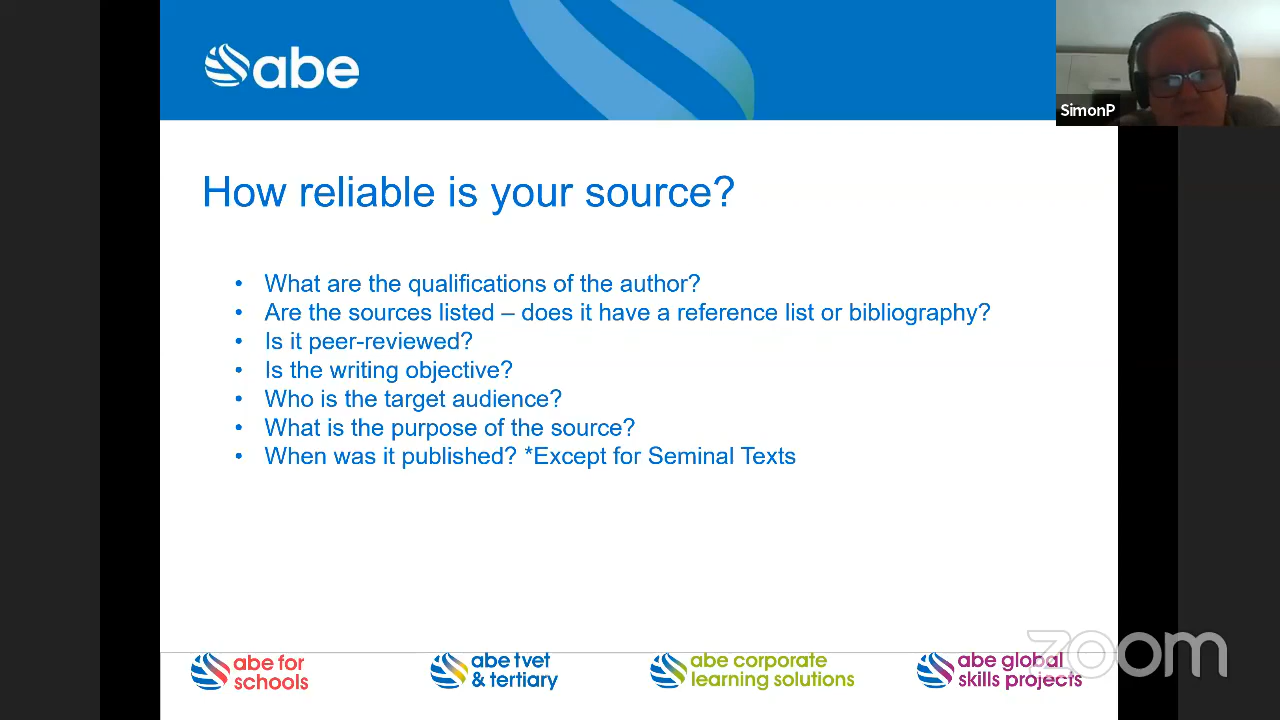 abe
SimonP
How reliable is your source?
• What are the qualifications of the author?
• Are the sources listed – does it have a reference list or bibliography?
• Is it peer-reviewed?
• Is the writing objective?
• Who is the target audience?
• What is the purpose of the source?
• When was it published? *Except for Seminal Texts
abe for
schools
abe tvet
& tertiary
abe corporate
learning solutions
abe global
skills projects
zoom